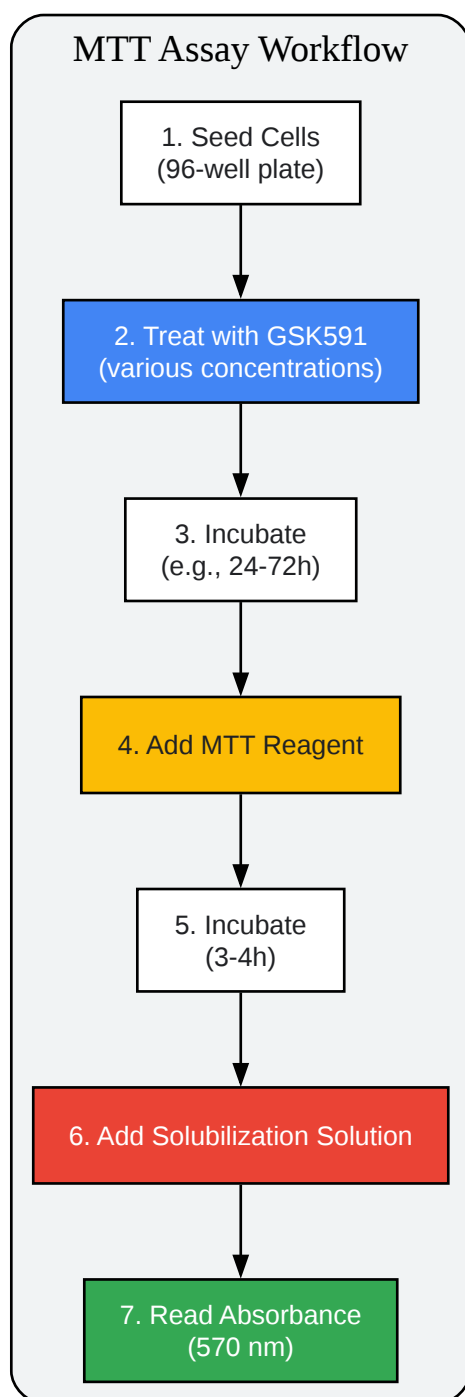 MTT Assay Workflow
1. Seed Cells
(96-well plate)
2. Treat with GSK591
(various concentrations)
3. Incubate
(e.g., 24-72h)
4. Add MTT Reagent
5. Incubate
(3-4h)
6. Add Solubilization Solution
7. Read Absorbance
(570 nm)